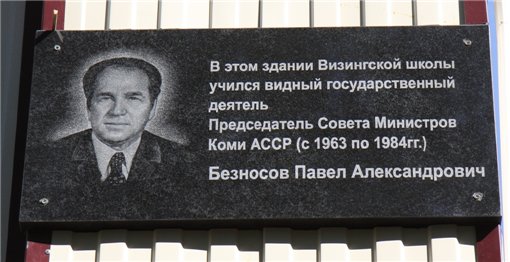 В этом здании Визингской школы
учился видный государственный
деятель
Председатель Совета Министров
Коми АССР (с 1963 по 1984гг.)
Безносов Павел Александрович